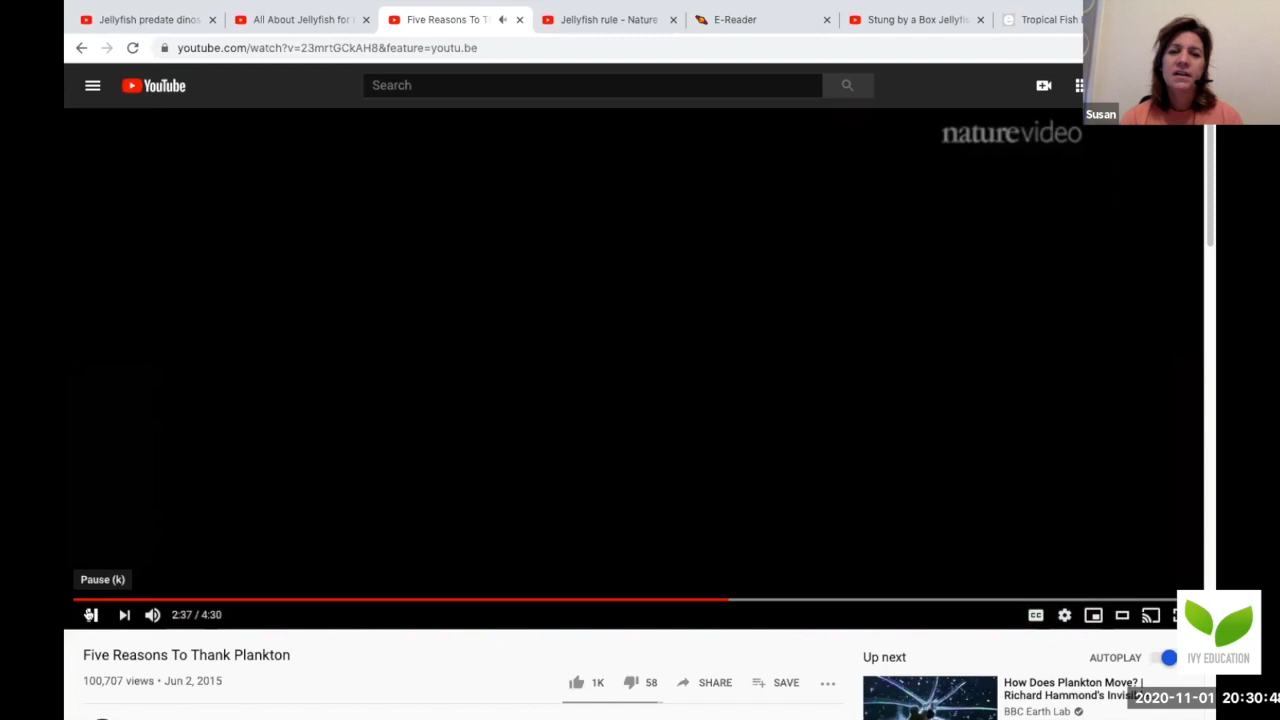 Jellyfish predate dinos
All About Jellyfish for
Five Reasons To T
Jellyfish rule - Nature
E-Reader
Stung by a Box Jellyfi
Tropical Fish
youtube.com/watch?v=23mrtGCkAH8&feature=youtu.be
YouTube
Search
Susan
naturevideo
Pause (k)
2:37 / 4:30
CC
Five Reasons To Thank Plankton
100,707 views • Jun 2, 2015
1K
58
SHARE
SAVE
Up next
AUTOPLAY
IVY EDUCATION
How Does Plankton Move? |
Richard Hammond's Invisi
BBC Earth Lab
2020-11-01 20:30:4